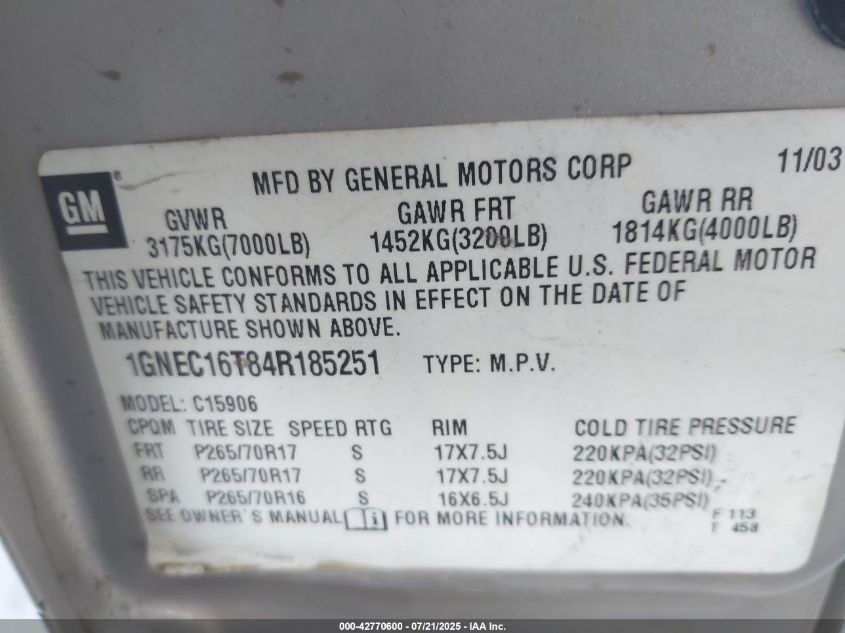 MFD BY GENERAL MOTORS CORP 11/03
GM ®
GVWR GAWR FRT GAWR RR
3175KG(7000LB) 1452KG(3200LB) 1814KG(4000LB)
THIS VEHICLE CONFORMS TO ALL APPLICABLE U.S. FEDERAL MOTOR
VEHICLE SAFETY STANDARDS IN EFFECT ON THE DATE OF
MANUFACTURE SHOWN ABOVE.
1GNEC16T84R185251 TYPE: M.P.V.
MODEL: C15906
CPQM TIRE SIZE SPEED RTG RIM COLD TIRE PRESSURE
FRT P265/70R17 S 17X7.5J 220KPA(32PSI)
RR P265/70R17 S 17X7.5J 220KPA(32PSI)
SPA P265/70R16 S 16X6.5J 240KPA(35PSI)
SEE OWNER'S MANUAL i FOR MORE INFORMATION.
F 113
T 458
000-42770600 / 07/21/2025 - IAA Inc.